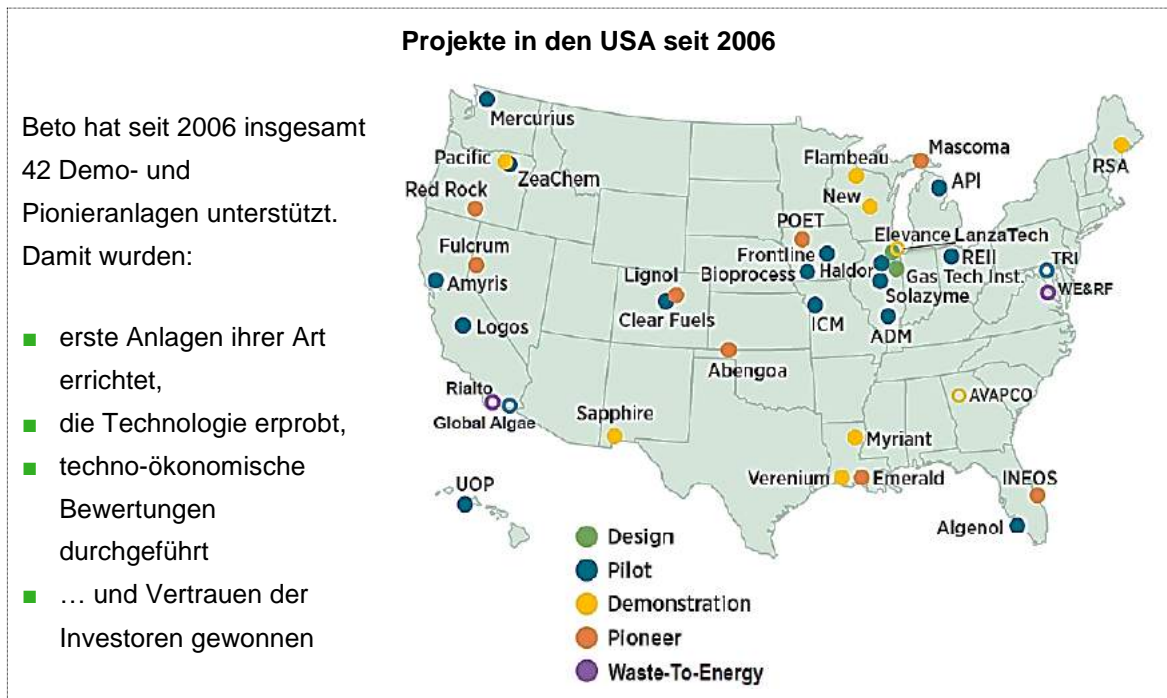 Projekte in den USA seit 2006
Beto hat seit 2006 insgesamt
42 Demo- und
Pionieranlagen unterstützt.
Damit wurden:
■ erste Anlagen ihrer Art
errichtet,
■ die Technologie erprobt,
■ techno-ökonomische
Bewertungen
durchgeführt
■ … und Vertrauen der
Investoren gewonnen
Mercurius
Pacific
ZeaChem
Red Rock
Fulcrum
Amyris
Logos
Rialto
Global Algae
Lignol
Clear Fuels
Abengoa
Sapphire
UOP
Flambeau
New
Mascoma
API
RSA
POET
Frontline
Bioprocess
Haldor
Elevance
LanzaTech
REII
Gas Tech Inst.
Solazyme
ICM
ADM
TRI
WE&RF
AVAPCO
Myriant
Verenium
Emerald
INEOS
Algenol
Design
Pilot
Demonstration
Pioneer
Waste-To-Energy